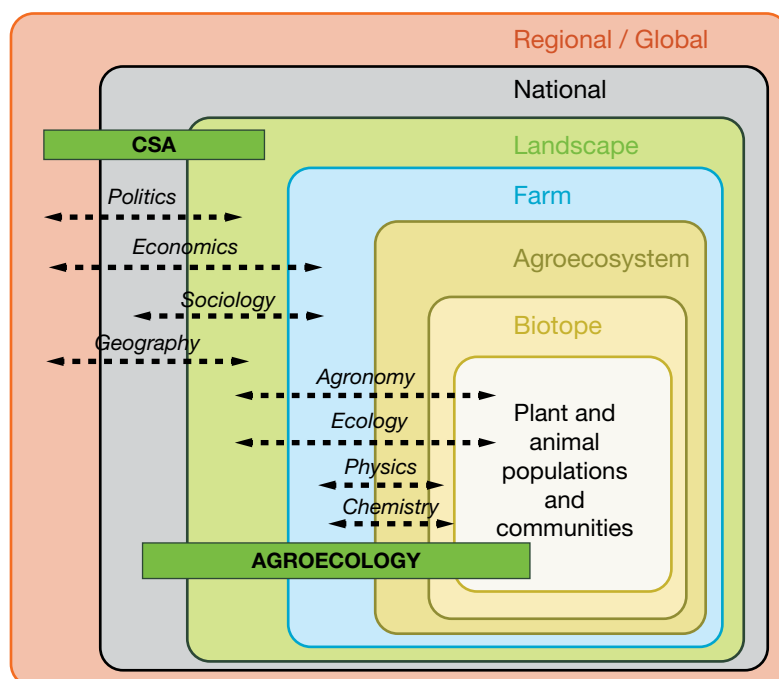 Regional / Global
National
CSA
Landscape
Politics
Farm
Economics
Agroecosystem
Sociology
Biotope
Geography
Agronomy
Ecology
Physics
Chemistry
Plant and
animal
populations
and
communities
AGROECOLOGY